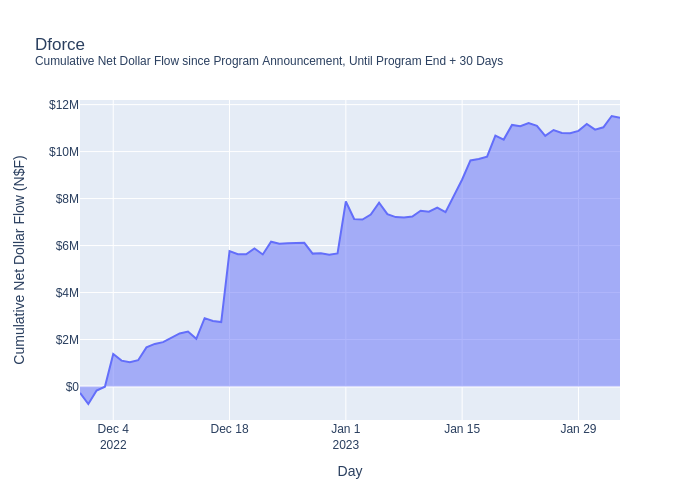 Dforce
Cumulative Net Dollar Flow since Program Announcement, Until Program End + 30 Days
Cumulative Net Dollar Flow (N$F)
$12M
$10M
$8M
$6M
$4M
$2M
$0
Dec 4
2022
Dec 18
Jan 1
2023
Jan 15
Jan 29
Day